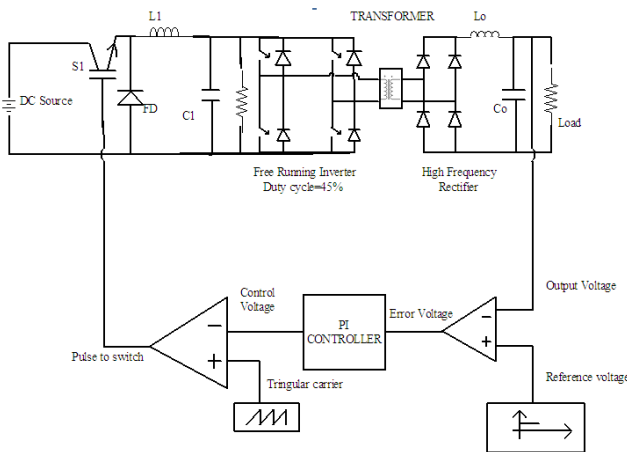 L1
TRANSFORMER
Lo
S1
DC Source
FD
C1
Co
Load
Free Running Inverter
Duty cycle=45%
High Frequency
Rectifier
Control
Voltage
PI
CONTROLLER
Error Voltage
Output Voltage
Pulse to switch
Tringular carrier
Reference voltage